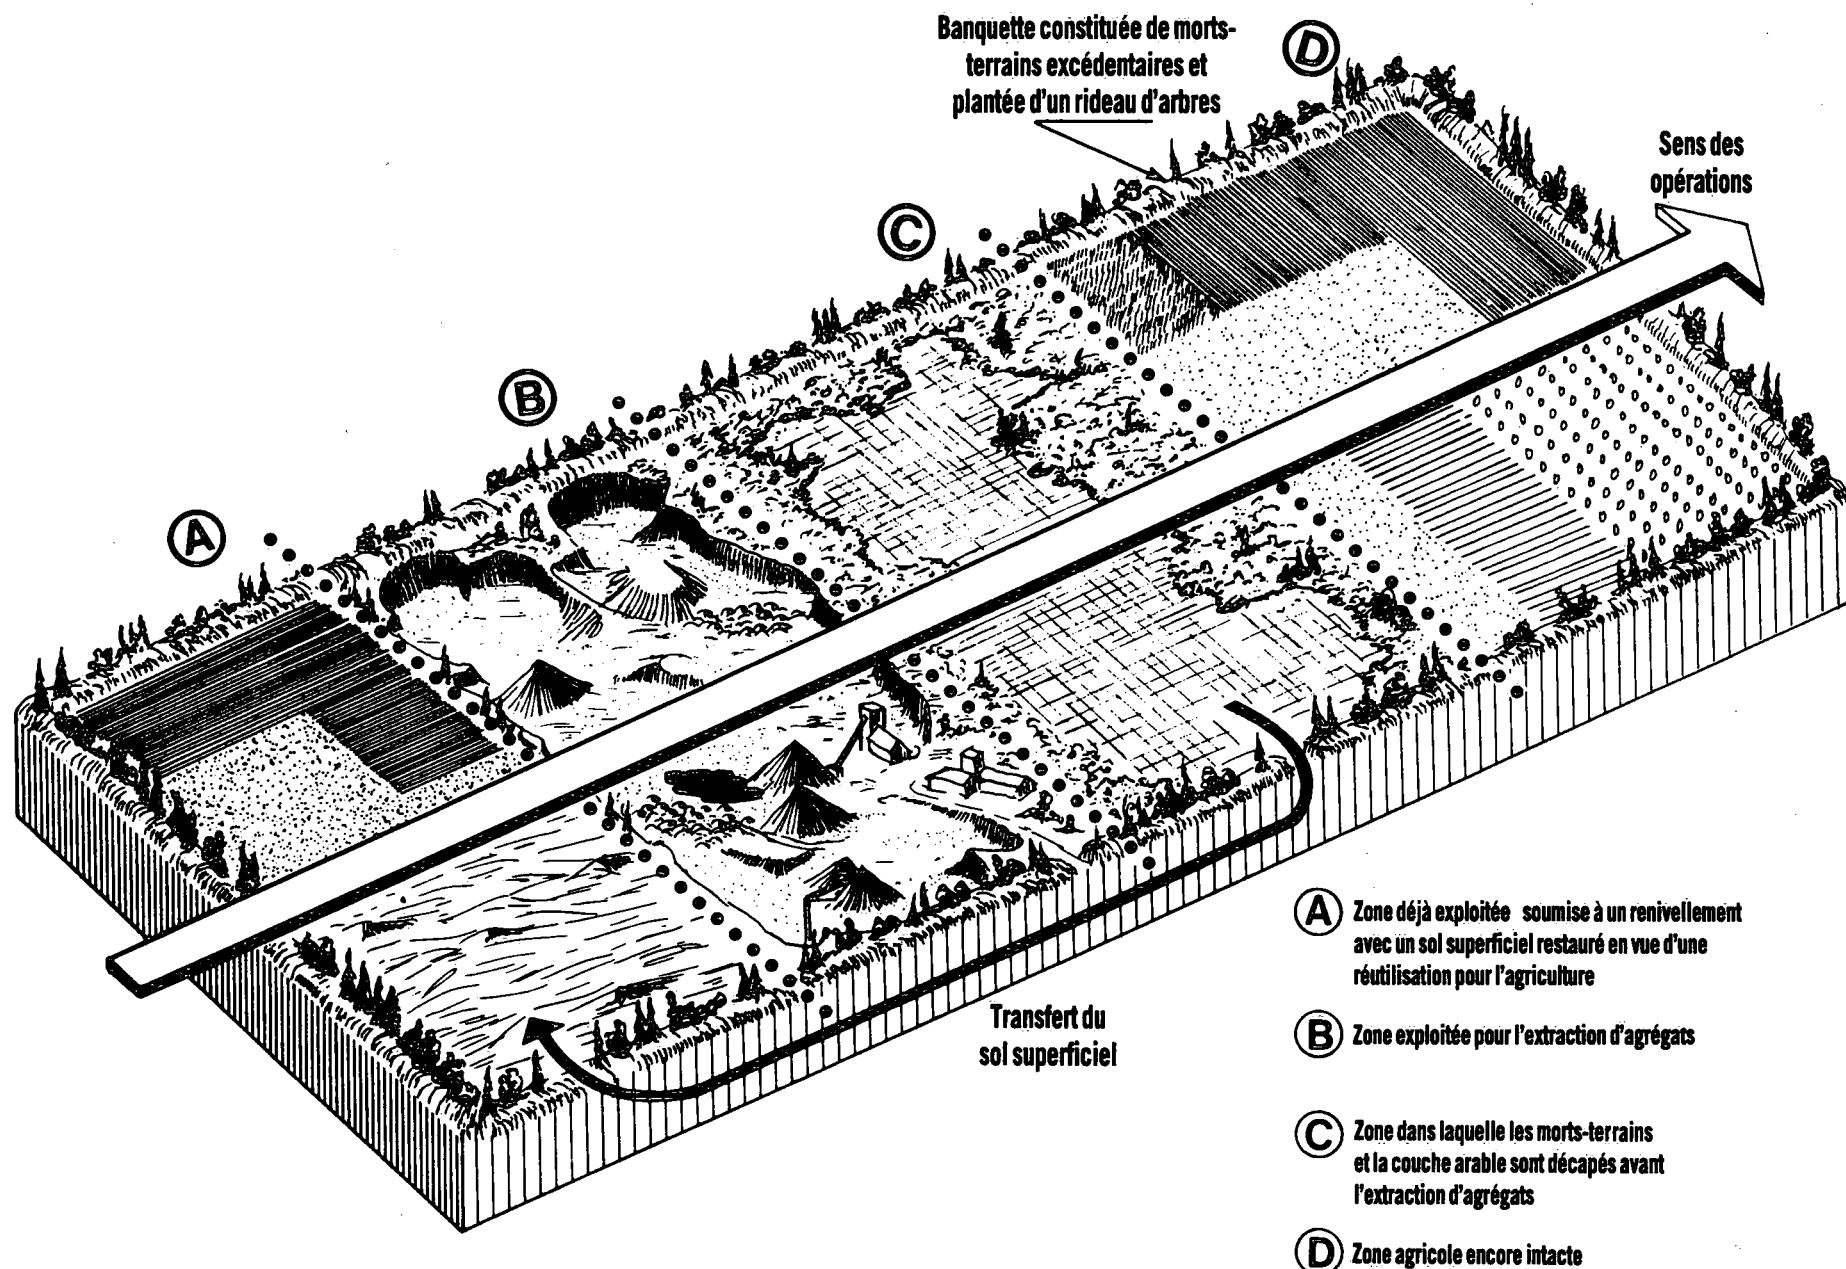 Banquette constituée de morts-
terrains excédentaires et
plantée d'un rideau d'arbres
D
Sens des
opérations
C
B
A
Transfert du
sol superficiel
A Zone déjà exploitée soumise à un renivellement
avec un sol superficiel restauré en vue d'une
réutilisation pour l'agriculture
B Zone exploitée pour l'extraction d'agrégats
C Zone dans laquelle les morts-terrains
et la couche arable sont décapés avant
l'extraction d'agrégats
D Zone agricole encore intacte